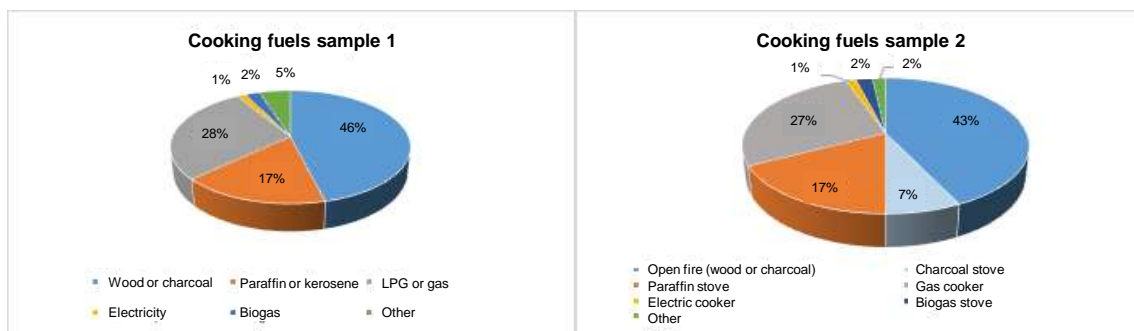 Cooking fuels sample 1
1% 2% 5%
28% 46%
17%
Wood or charcoal Paraffin or kerosene LPG or gas
Electricity Biogas Other
Cooking fuels sample 2
1% 2% 2%
27% 43%
17% 7%
Open fire (wood or charcoal) Charcoal stove
Paraffin stove Gas cooker
Electric cooker Biogas stove
Other